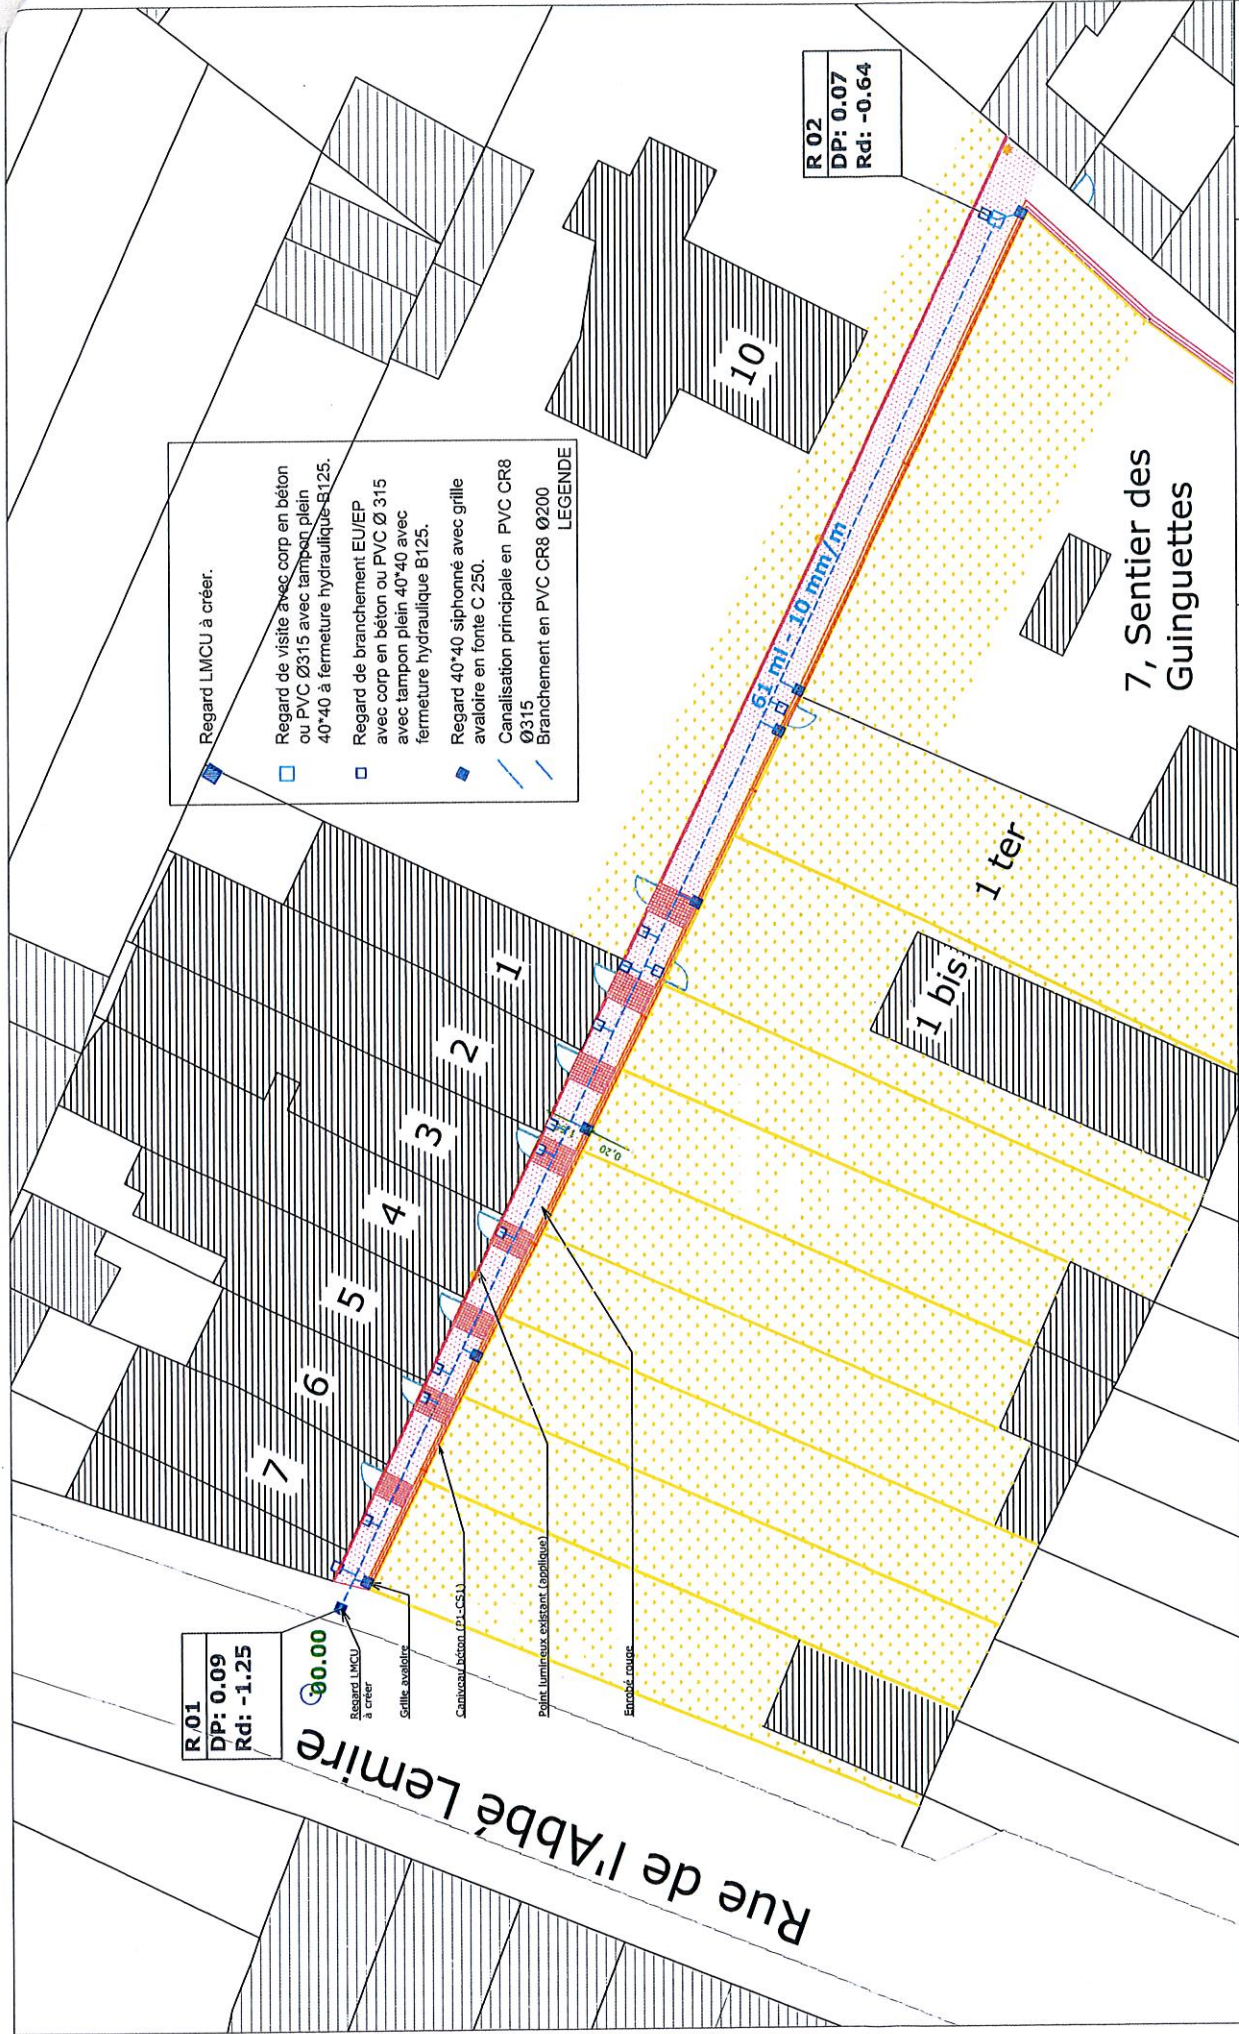 R 01
DP: 0.09
Rd: -1.25
00.00
Regard LMCU
à créer
Grille avaloire
Caniveau béton (P1-CS1)
Point lumineux existant (applique)
Enrobé rouge
Rue de l'Abbé Lemire
Regard LMCU à créer.
Regard de visite avec corp en béton
ou PVC Ø315 avec tampon plein
40*40 à fermeture hydraulique B125.
Regard de branchement EU/EP
avec corp en béton ou PVC Ø 315
avec tampon plein 40*40 avec
fermeture hydraulique B125.
Regard 40*40 siphonné avec grille
avaloire en fonte C 250.
Canalisation principale en PVC CR8
Ø315
Branchement en PVC CR8 Ø200
LEGENDE
7
6
5
4
3
2
1
0,20
10
61 ml - 10 mm/m
1 bis
1 ter
7, Sentier des
Guinguettes
R 02
DP: 0.07
Rd: -0.64